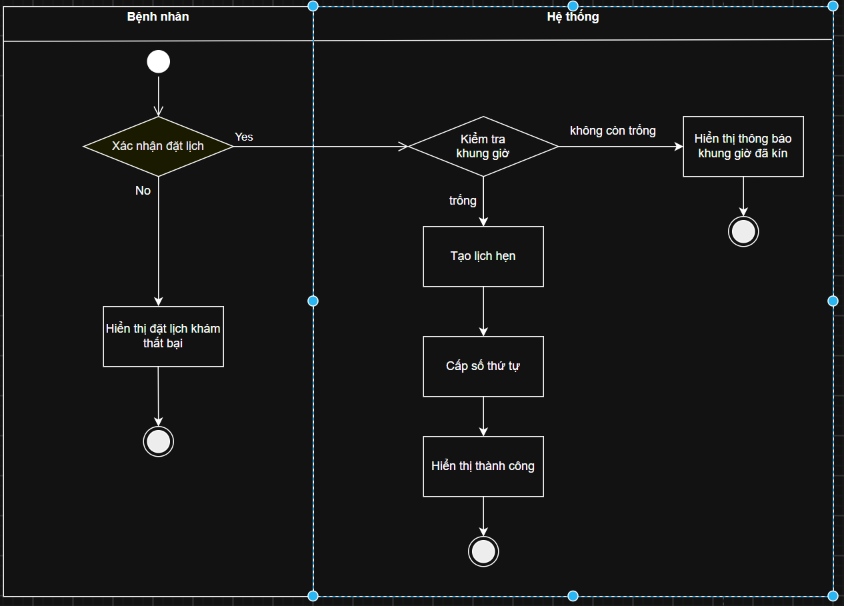 Bệnh nhân
Hệ thống
Xác nhận đặt lịch
Yes
No
Kiểm tra
khung giờ
không còn trống
Hiển thị thông báo
khung giờ đã kín
trống
Tạo lịch hẹn
Hiển thị đặt lịch khám
thất bại
Cấp số thứ tự
Hiển thị thành công